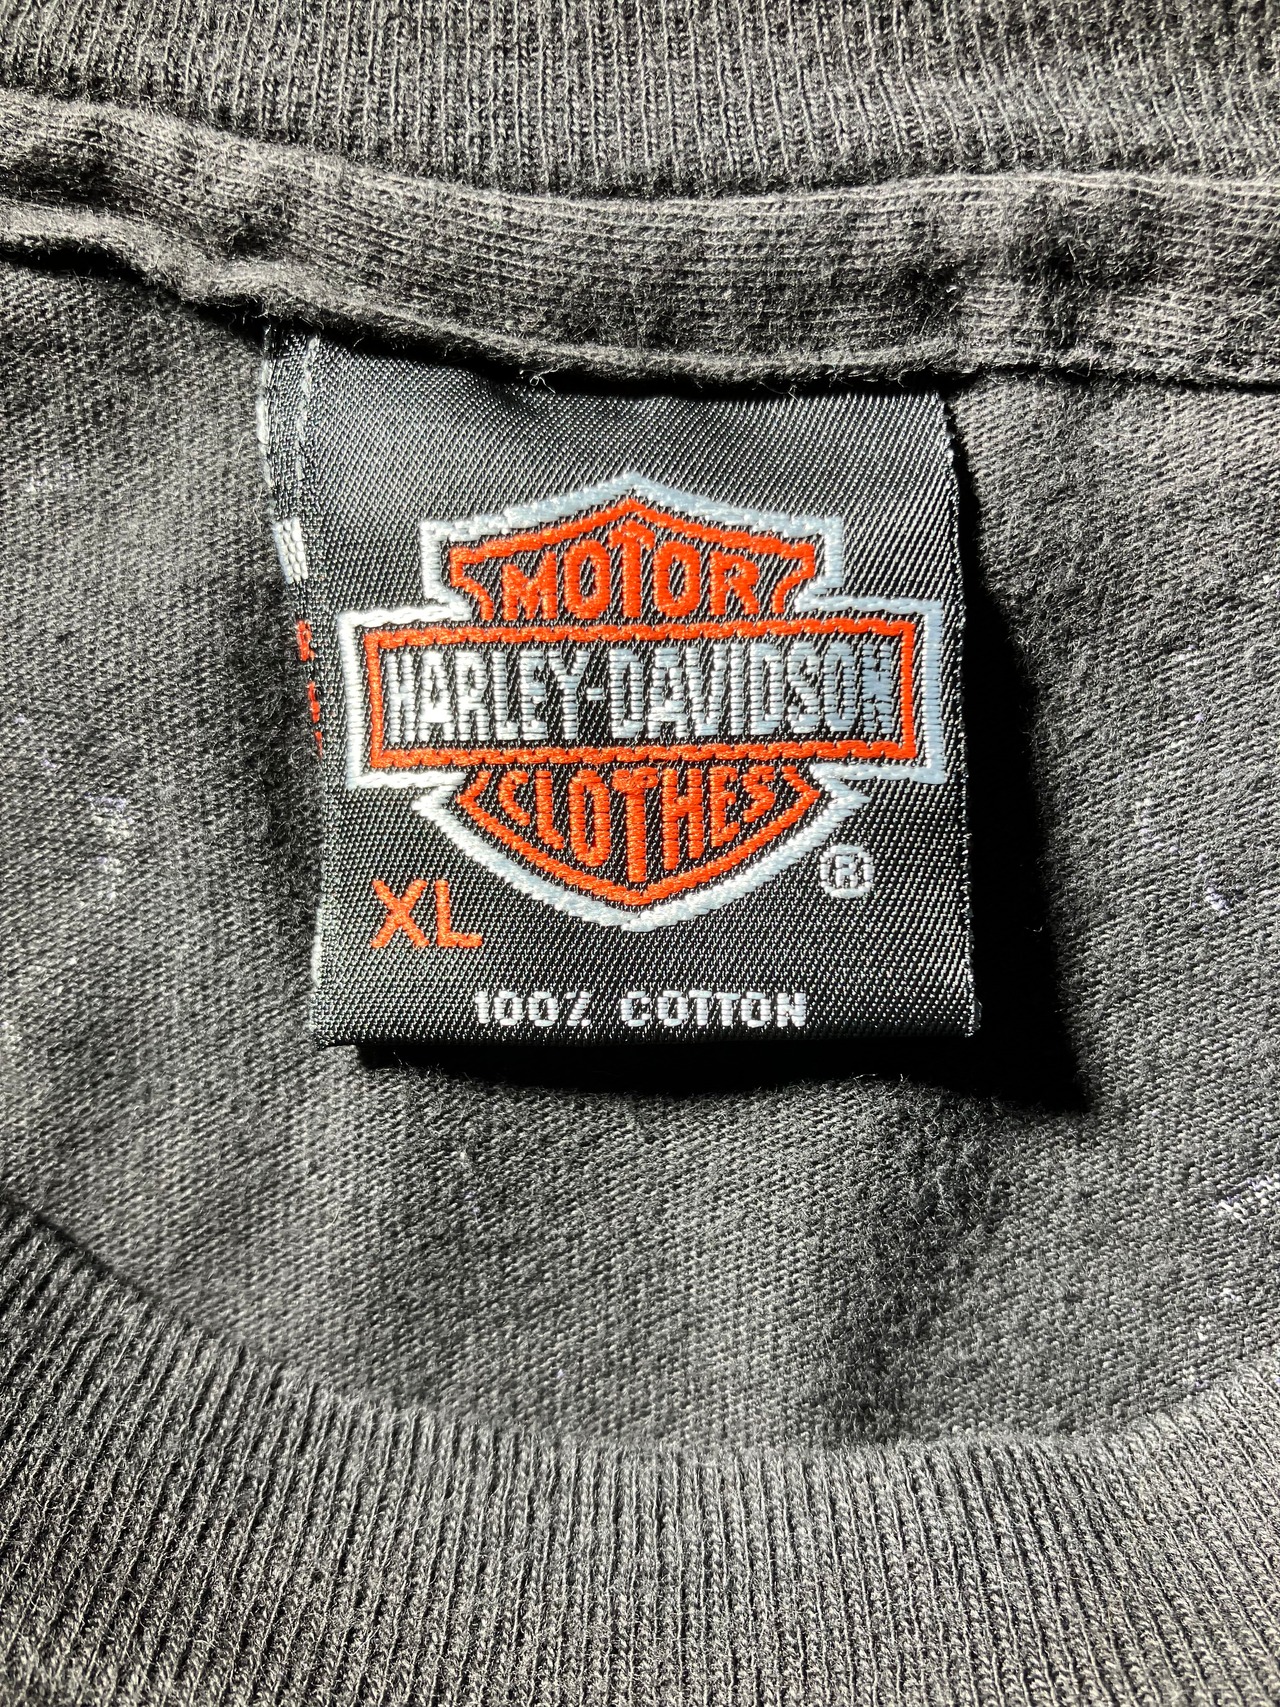 MOTOR
HARLEY-DAVIDSON
CLOTHES
®
XL
100% COTTON